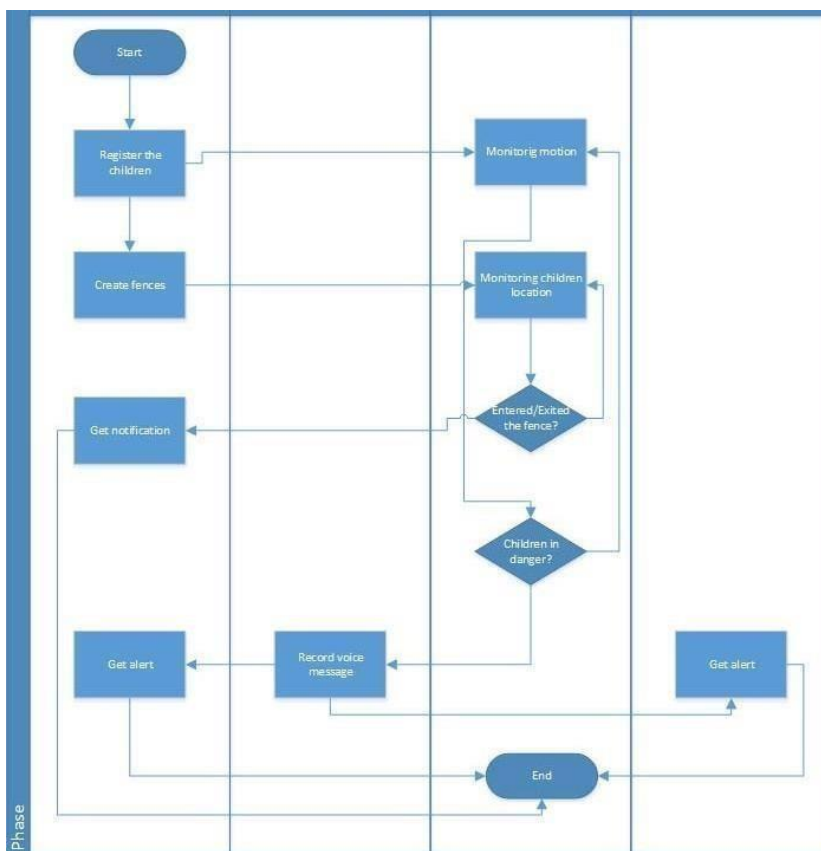 Start
Register the
children
Monitorig motion
Create fences
Monitoring children
location
Get notification
Entered/Exited
the fence?
Children in
danger?
Get alert
Record voice
message
Get alert
End
Phase